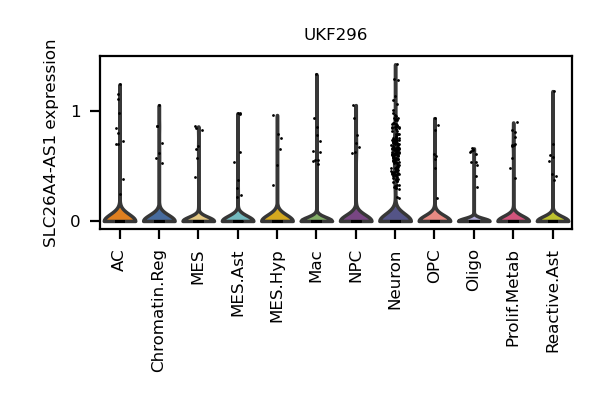 UKF296
SLC26A4-AS1 expression
1
0
AC
Chromatin.Reg
MES
MES.Ast
MES.Hyp
Mac
NPC
Neuron
OPC
Oligo
Prolif.Metab
Reactive.Ast